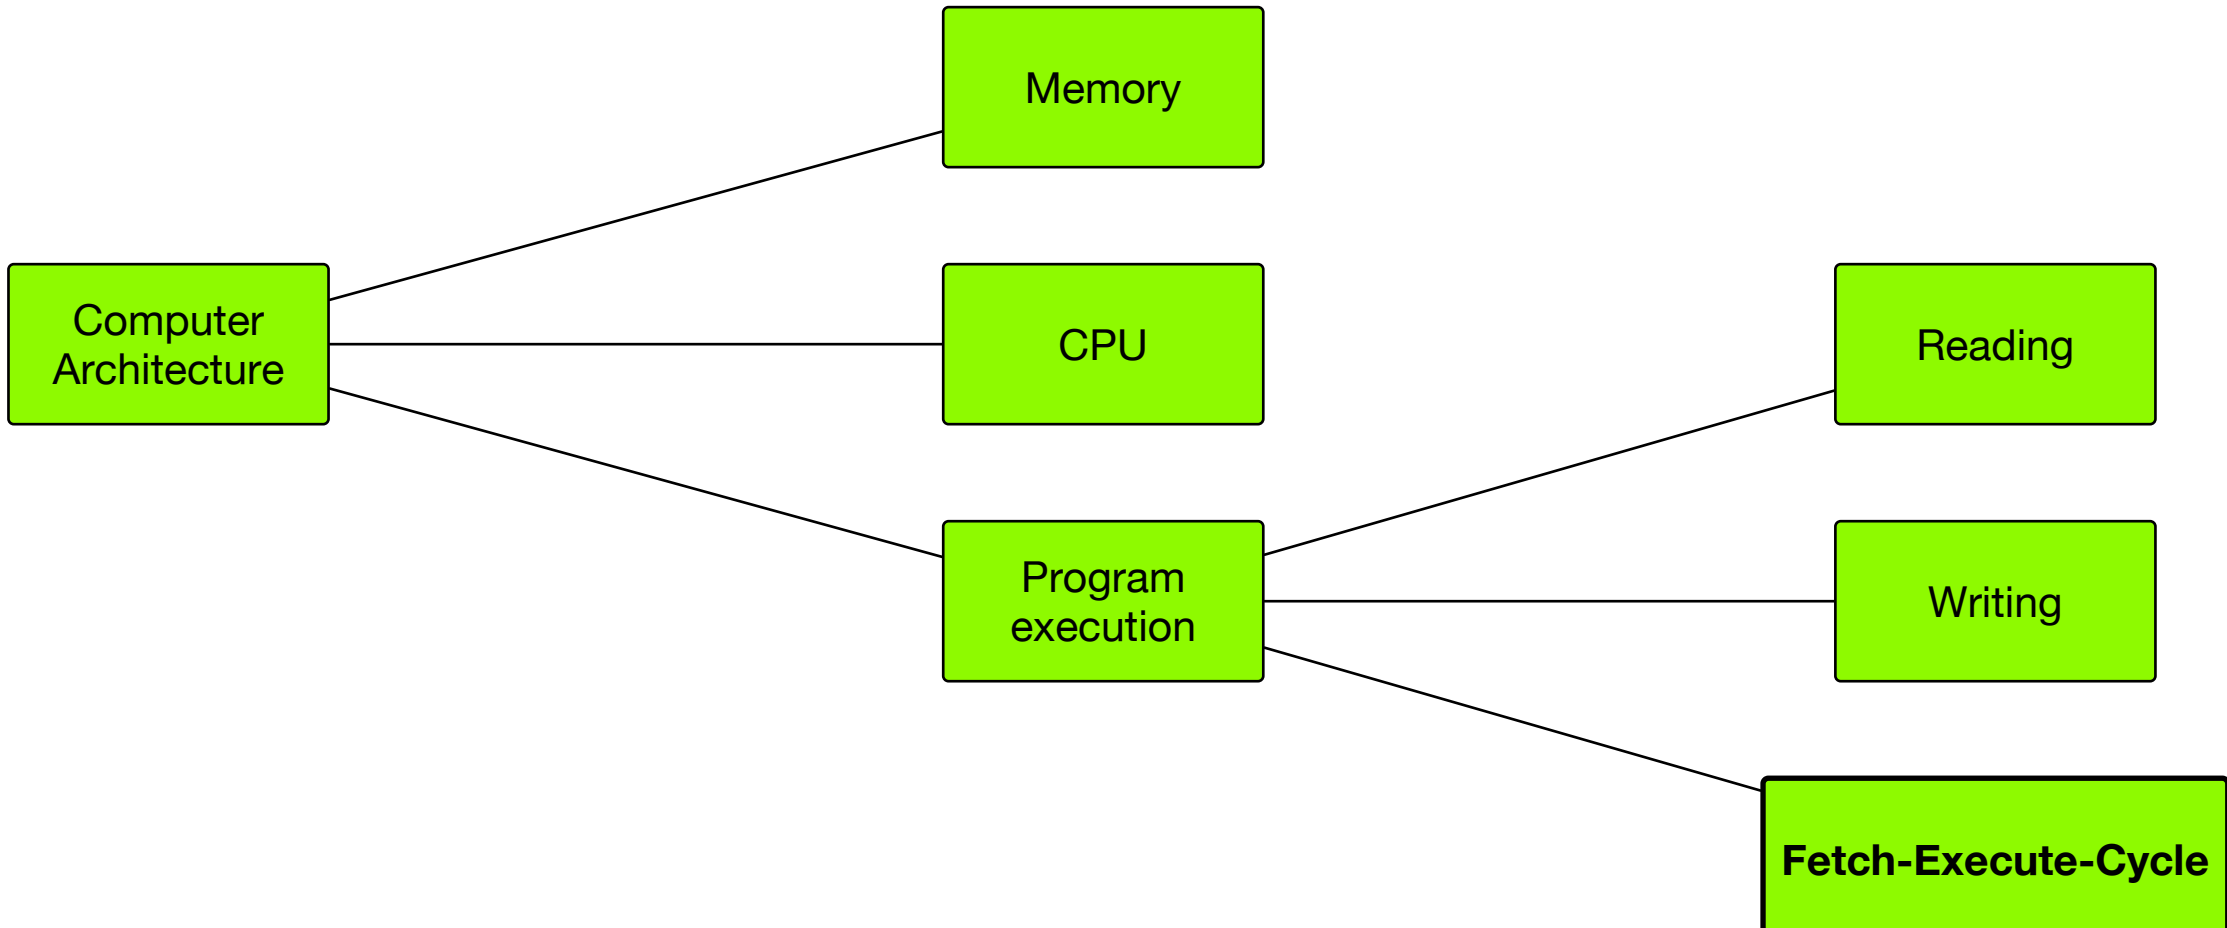 Memory
Computer
Architecture
CPU
Reading
Program
execution
Writing
Fetch-Execute-Cycle